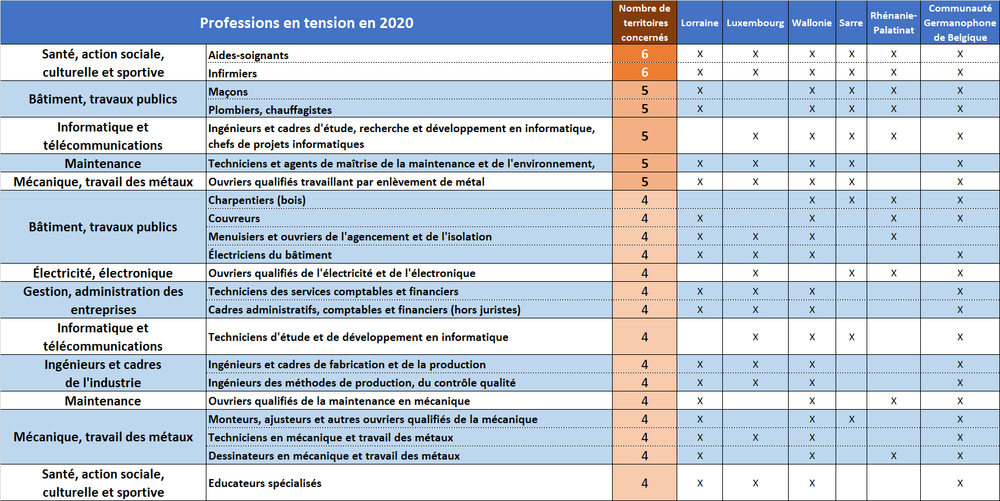 Professions en tension en 2020
Nombre de
territoires
concernés
Lorraine
Luxembourg
Wallonie
Sarre
Rhénanie-
Palatinat
Communauté
Germanophone
de Belgique
Santé, action sociale,
culturelle et sportive
Aides-soignants 6 X X X X X X
Infirmiers 6 X X X X X X
Bâtiment, travaux publics
Maçons 5 X X X X X
Plombiers, chauffagistes 5 X X X X X
Informatique et
télécommunications
Ingénieurs et cadres d'étude, recherche et développement en informatique,
chefs de projets informatiques
5 X X X X X
Maintenance
Techniciens et agents de maîtrise de la maintenance et de l'environnement, 5 X X X X X
Mécanique, travail des métaux
Ouvriers qualifiés travaillant par enlèvement de métal 5 X X X X X
Bâtiment, travaux publics
Charpentiers (bois) 4 X X X X
Couvreurs 4 X X X X
Menuisiers et ouvriers de l'agencement et de l'isolation 4 X X X X
Électriciens du bâtiment 4 X X X X
Électricité, électronique
Ouvriers qualifiés de l'électricité et de l'électronique 4 X X X X
Gestion, administration des
entreprises
Techniciens des services comptables et financiers 4 X X X X
Cadres administratifs, comptables et financiers (hors juristes) 4 X X X X
Informatique et
télécommunications
Techniciens d'étude et de développement en informatique 4 X X X X
Ingénieurs et cadres
de l'industrie
Ingénieurs et cadres de fabrication et de la production 4 X X X X
Ingénieurs des méthodes de production, du contrôle qualité 4 X X X X
Maintenance
Ouvriers qualifiés de la maintenance en mécanique 4 X X X X
Mécanique, travail des métaux
Monteurs, ajusteurs et autres ouvriers qualifiés de la mécanique 4 X X X X
Techniciens en mécanique et travail des métaux 4 X X X X
Dessinateurs en mécanique et travail des métaux 4 X X X X
Santé, action sociale,
culturelle et sportive
Educateurs spécialisés 4 X X X X